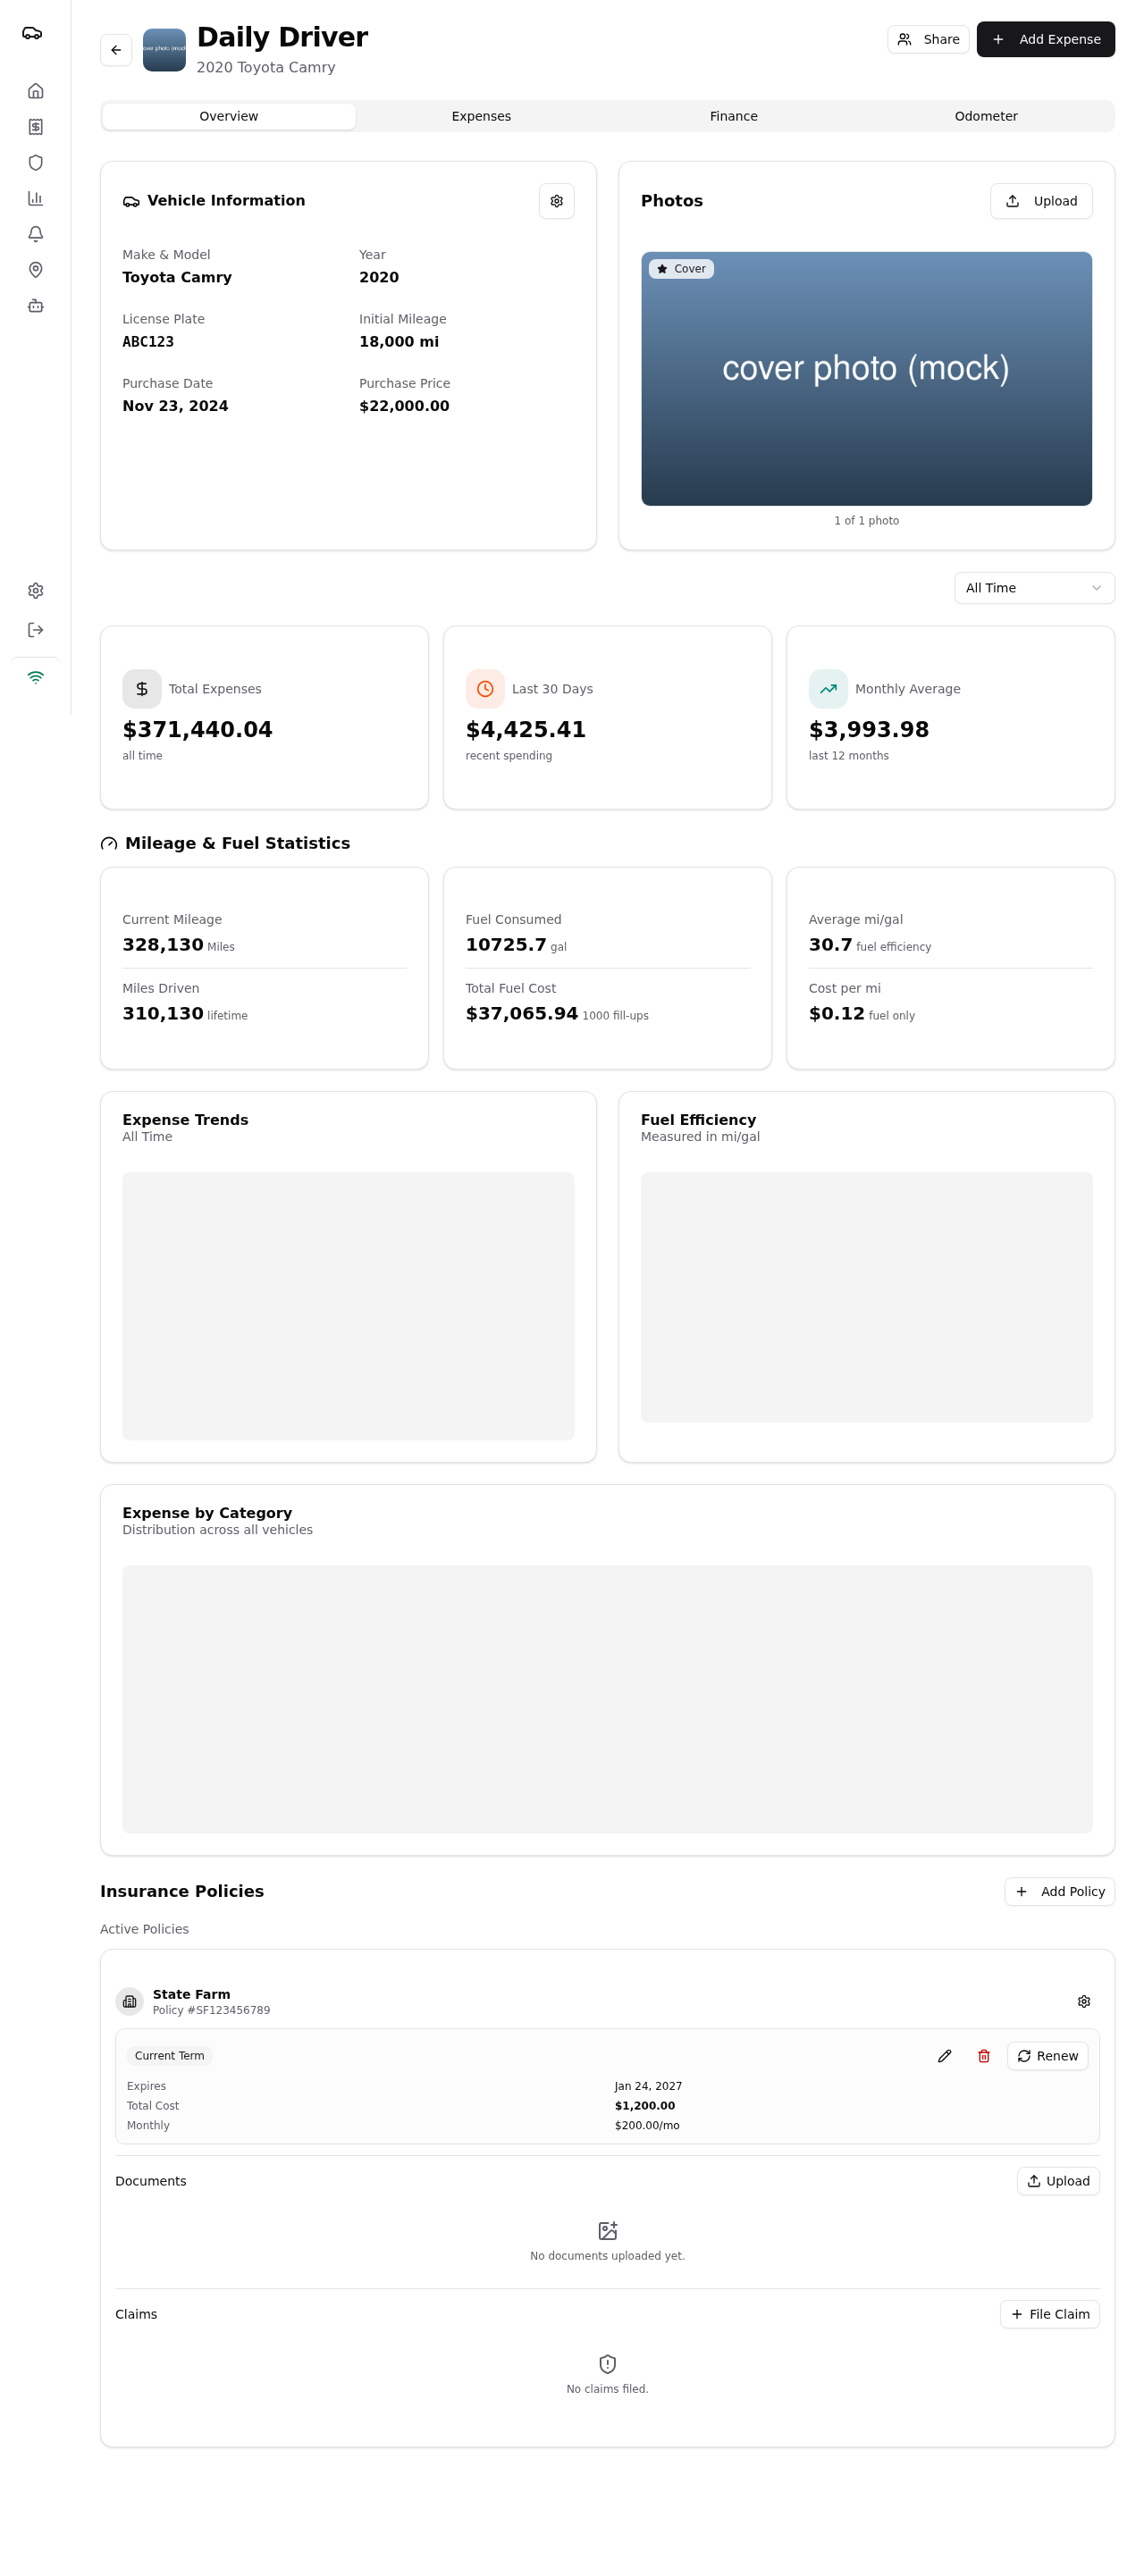 Daily Driver
2020 Toyota Camry
Share
Add Expense
Overview
Expenses
Finance
Odometer
Vehicle Information
Make & Model
Year
Toyota Camry
2020
License Plate
Initial Mileage
ABC123
18,000 mi
Purchase Date
Purchase Price
Nov 23, 2024
$22,000.00
Photos
Upload
Cover
cover photo (mock)
1 of 1 photo
All Time
Total Expenses
$371,440.04
all time
Last 30 Days
$4,425.41
recent spending
Monthly Average
$3,993.98
last 12 months
Mileage & Fuel Statistics
Current Mileage
328,130 Miles
Miles Driven
310,130 lifetime
Fuel Consumed
10725.7 gal
Total Fuel Cost
$37,065.94 1000 fill-ups
Average mi/gal
30.7 fuel efficiency
Cost per mi
$0.12 fuel only
Expense Trends
All Time
Fuel Efficiency
Measured in mi/gal
Expense by Category
Distribution across all vehicles
Insurance Policies
Add Policy
Active Policies
State Farm
Policy #SF123456789
Current Term
Renew
Expires
Jan 24, 2027
Total Cost
$1,200.00
Monthly
$200.00/mo
Documents
Upload
No documents uploaded yet.
Claims
File Claim
No claims filed.